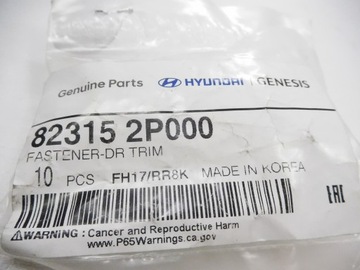 Genuine Parts HYUNDAI | GENESIS
82315 2P000
FASTENER-DR TRIM
10 PCS FH17/RR8K MADE IN KOREA
EAC
WARNING: Cancer and Reproductive Harm
www.P65Warnings.ca.gov